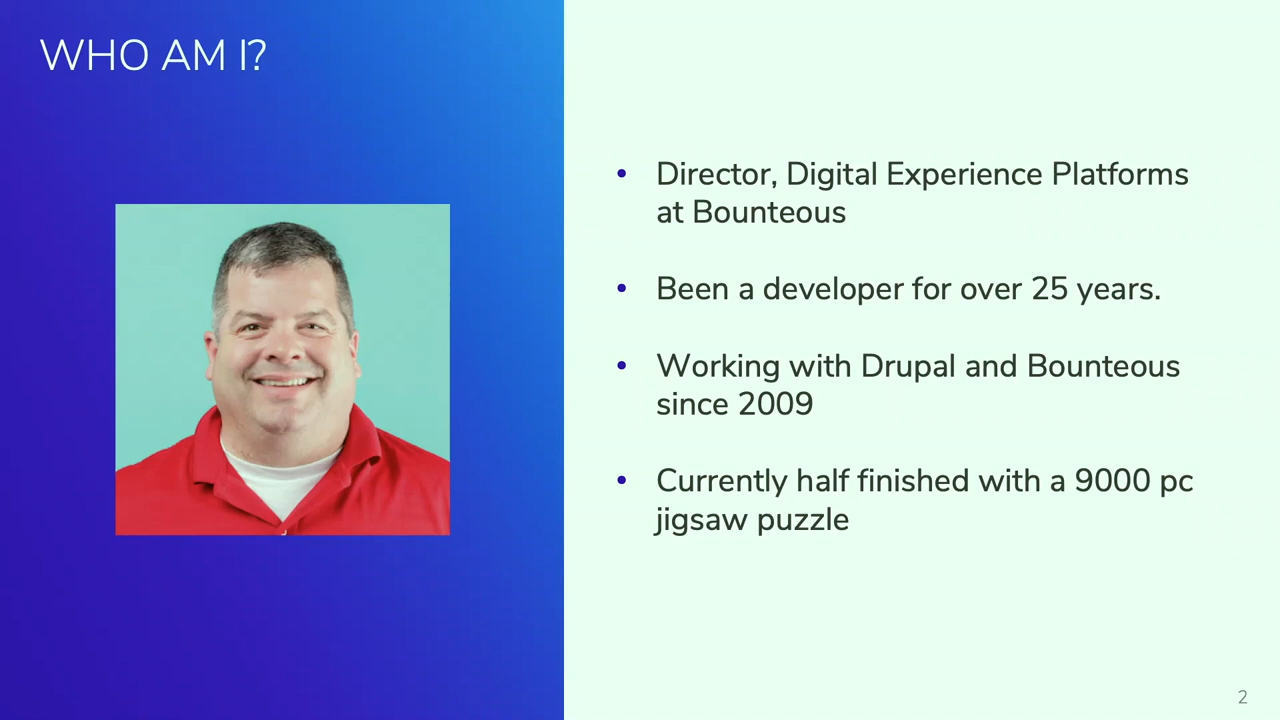 WHO AM I?
• Director, Digital Experience Platforms
at Bounteous
• Been a developer for over 25 years.
• Working with Drupal and Bounteous
since 2009
• Currently half finished with a 9000 pc
jigsaw puzzle
2